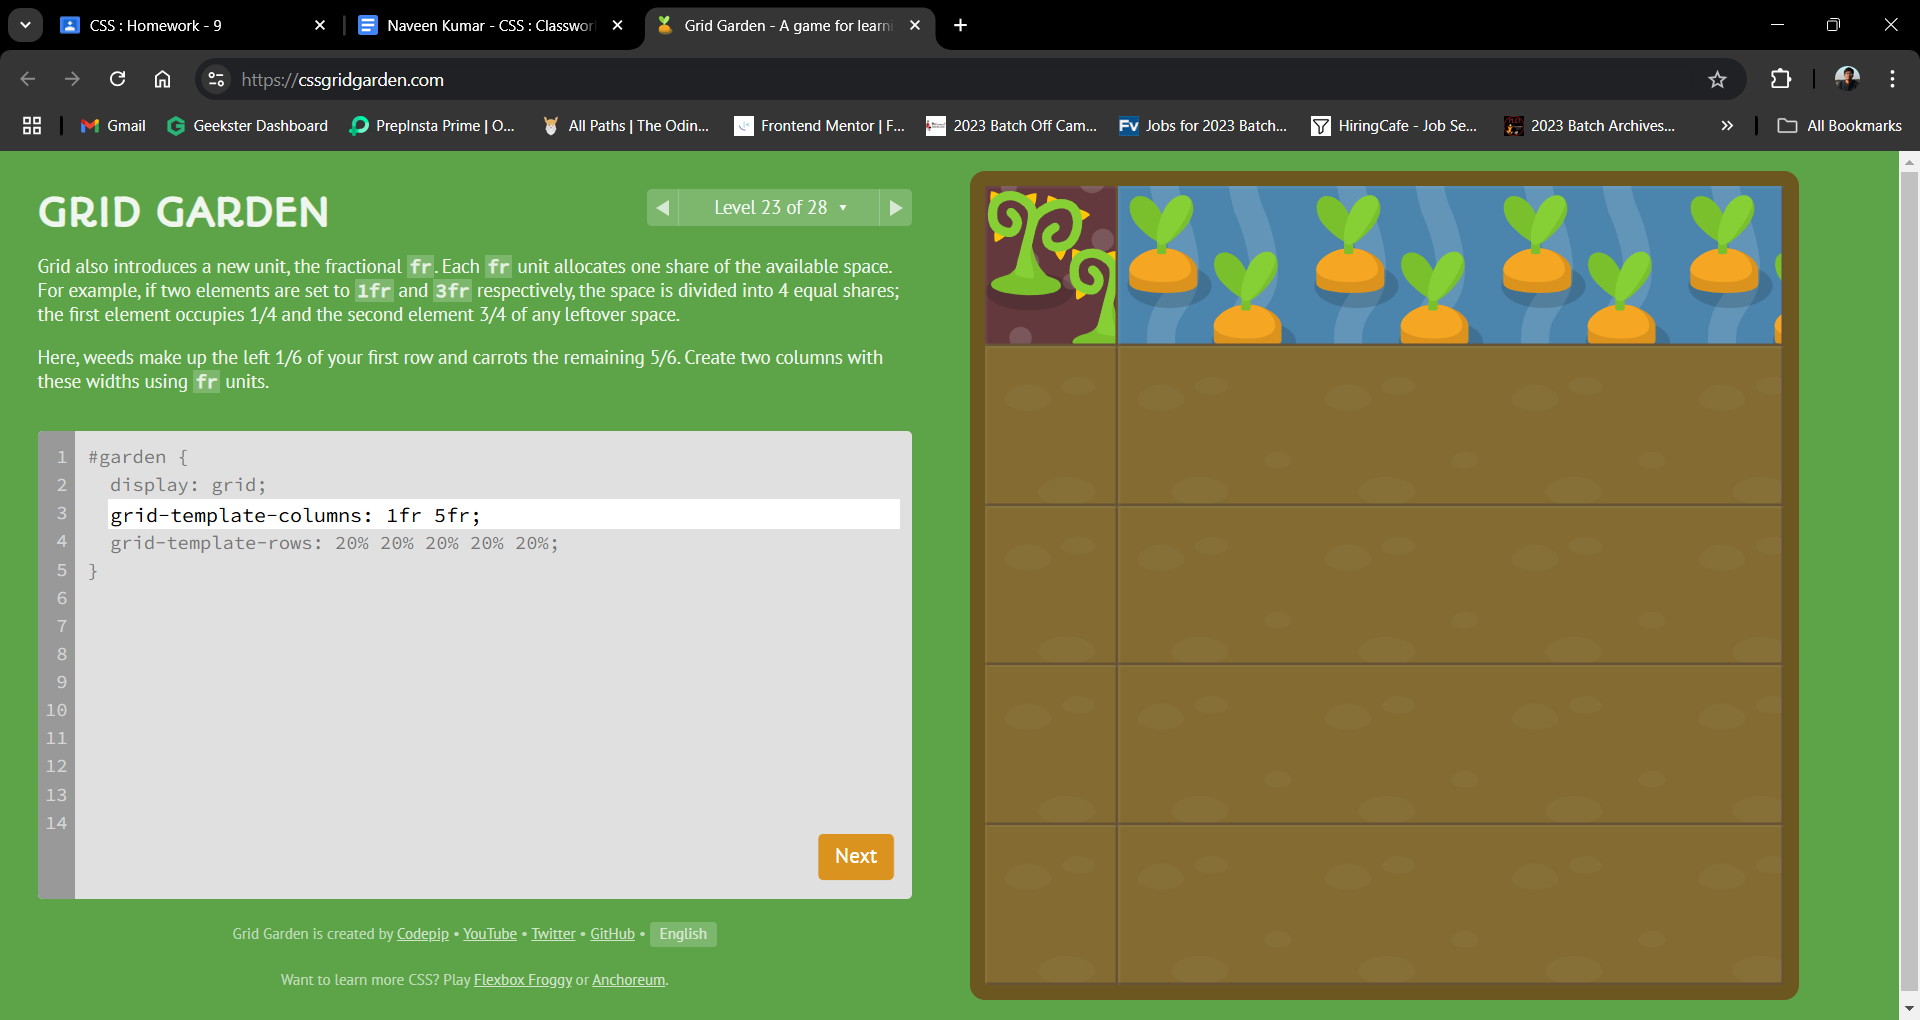 CSS : Homework - 9
Naveen Kumar - CSS : Classwor
Grid Garden - A game for learni
https://cssgridgarden.com
Gmail
Geekster Dashboard
PrepInsta Prime | O...
All Paths | The Odin...
Frontend Mentor | F...
2023 Batch Off Cam...
Fv Jobs for 2023 Batch...
HiringCafe - Job Se...
2023 Batch Archives...
All Bookmarks
GRID GARDEN
Level 23 of 28
Grid also introduces a new unit, the fractional fr. Each fr unit allocates one share of the available space.
For example, if two elements are set to 1fr and 3fr respectively, the space is divided into 4 equal shares;
the first element occupies 1/4 and the second element 3/4 of any leftover space.
Here, weeds make up the left 1/6 of your first row and carrots the remaining 5/6. Create two columns with
these widths using fr units.
1 #garden {
2 display: grid;
3 grid-template-columns: 1fr 5fr;
4 grid-template-rows: 20% 20% 20% 20% 20%;
5 }
6
7
8
9
10
11
12
13
14
Next
Grid Garden is created by Codepip • YouTube • Twitter • GitHub • English
Want to learn more CSS? Play Flexbox Froggy or Anchoreum.